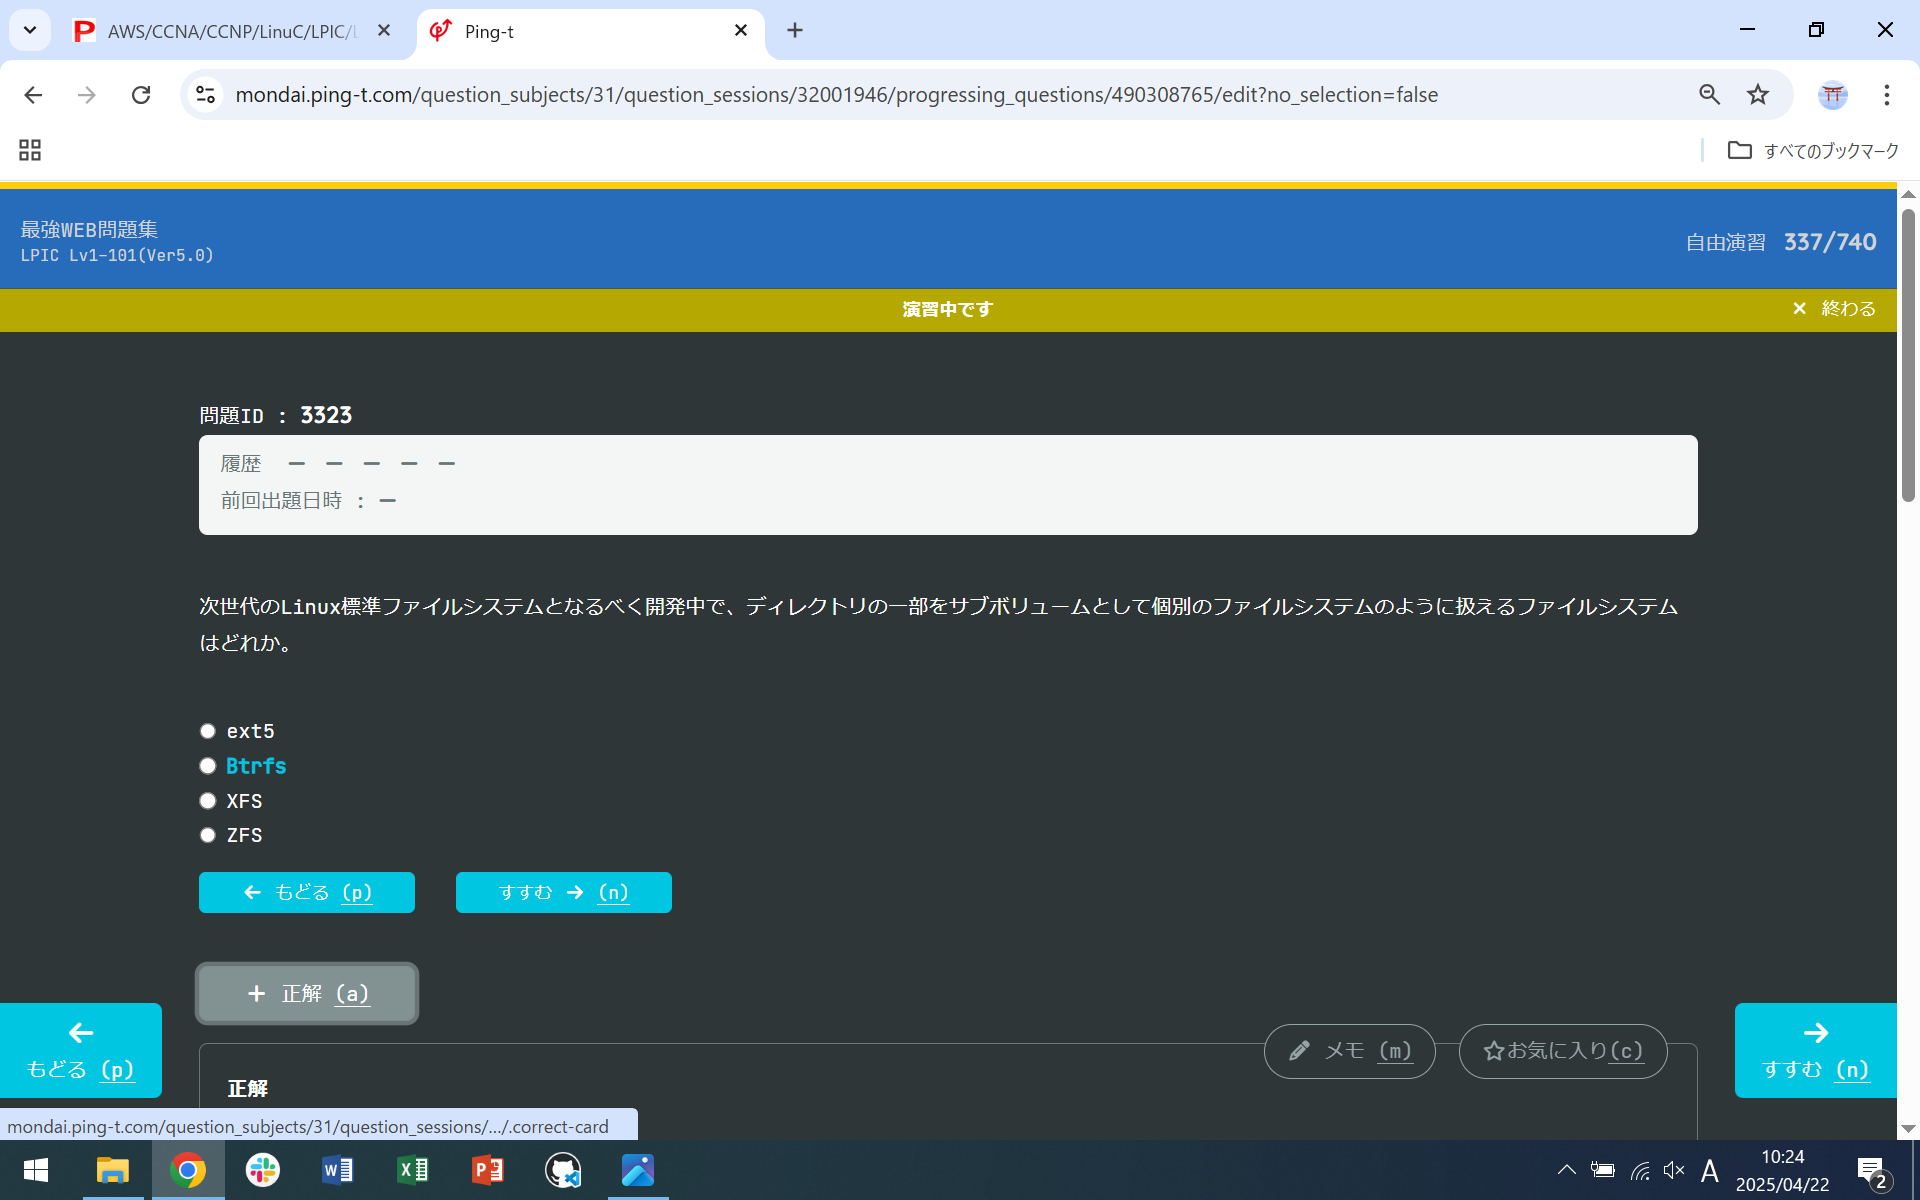 AWS/CCNA/CCNP/LinuC/LPIC/L
Ping-t
mondai.ping-t.com/question_subjects/31/question_sessions/32001946/progressing_questions/490308765/edit?no_selection=false
すべてのブックマーク
最強WEB問題集
LPIC Lv1-101(Ver5.0)
自由演習 337/740
演習中です
× 終わる
問題ID : 3323
履歴 ー ー ー ー ー
前回出題日時 : ー
次世代のLinux標準ファイルシステムとなるべく開発中で、ディレクトリの一部をサブボリュームとして個別のファイルシステムのように扱えるファイルシステム
はどれか。
ext5
Btrfs
XFS
ZFS
← もどる (p)
すすむ → (n)
+ 正解 (a)
← もどる (p)
メモ (m)
☆お気に入り(c)
→ すすむ (n)
正解
mondai.ping-t.com/question_subjects/31/question_sessions/.../.correct-card
A
10:24
2025/04/22
2